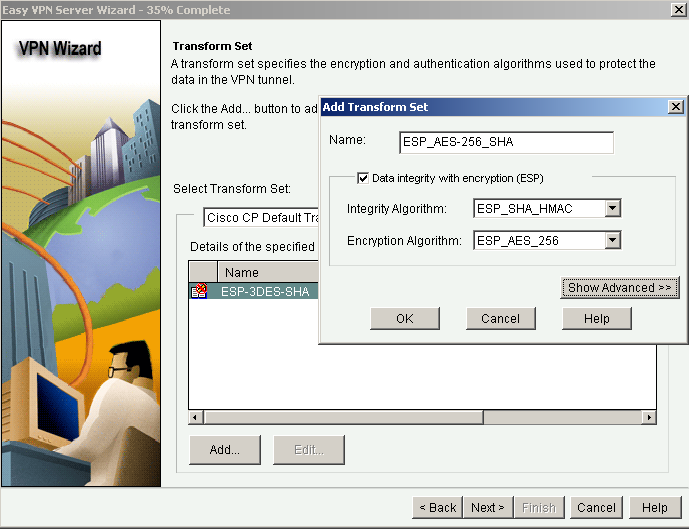 Easy VPN Server Wizard - 35% Complete
VPN Wizard
Transform Set
A transform set specifies the encryption and authentication algorithms used to protect the
data in the VPN tunnel.
Click the Add... button to ad
transform set.
Select Transform Set:
Cisco CP Default Tra
Details of the specified
Name
ESP-3DES-SHA
Add...
Edit...
Add Transform Set
Name:
ESP_AES-256_SHA
Data integrity with encryption (ESP)
Integrity Algorithm:
ESP_SHA_HMAC
Encryption Algorithm:
ESP_AES_256
Show Advanced >>
OK
Cancel
Help
< Back
Next >
Finish
Cancel
Help